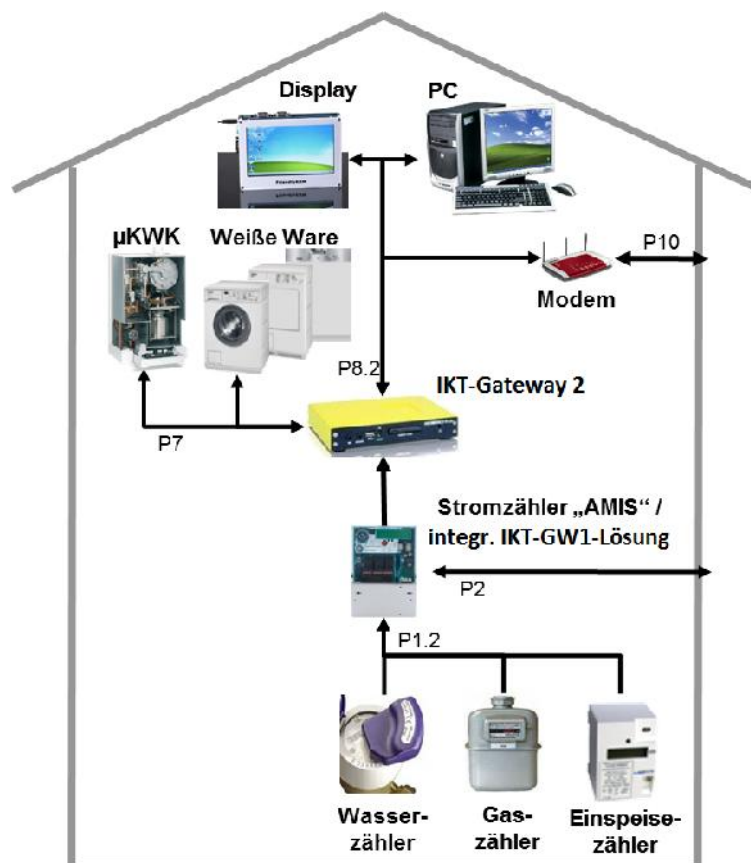 Display
PC
µKWK
Weiße Ware
P10
Modem
P8.2
IKT-Gateway 2
P7
Stromzähler „AMIS“ /
integr. IKT-GW1-Lösung
P2
P1.2
Wasser-
zähler
Gas-
zähler
Einspeise-
zähler